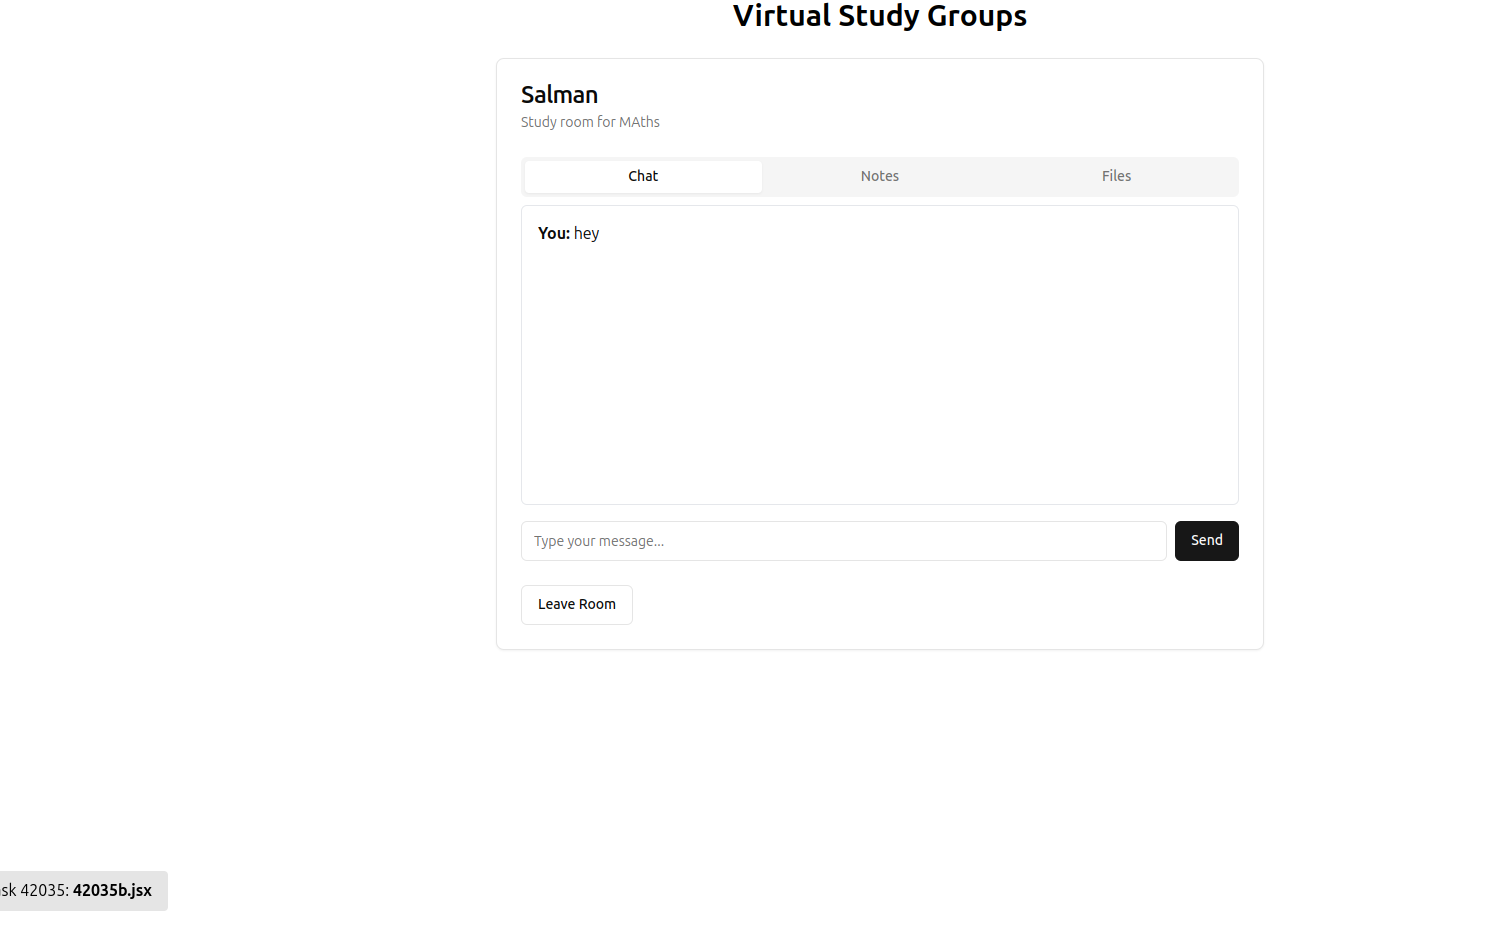 Virtual Study Groups
Salman
Study room for MAths
Chat Notes Files
You: hey
Type your message...
Send
Leave Room
42035: 42035b.jsx